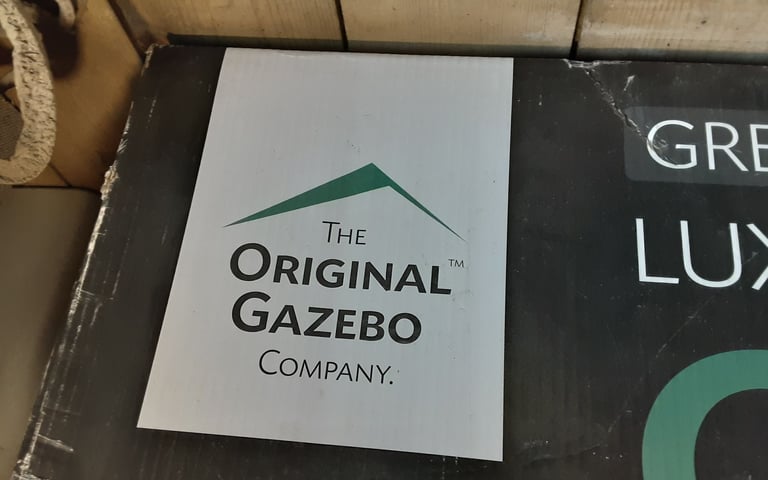 THE
ORIGINAL™
GAZEBO
COMPANY.
GRE
LUX